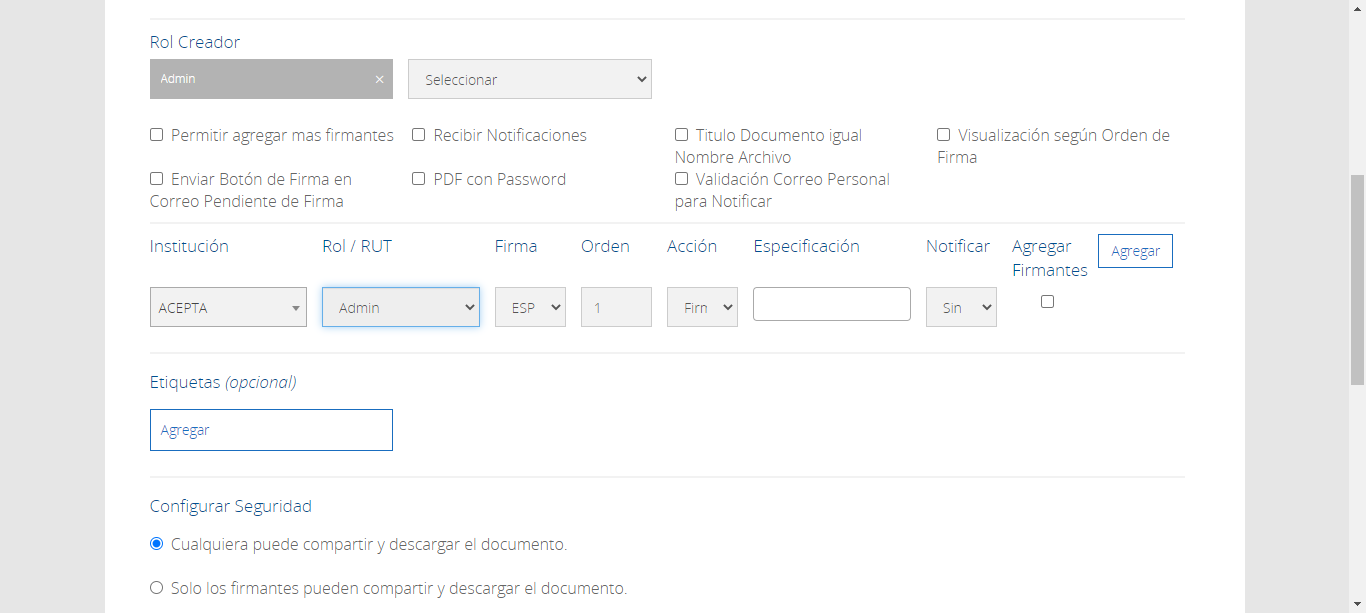 Rol Creador
Admin ×
Seleccionar
Permitir agregar mas firmantes
Recibir Notificaciones
Titulo Documento igual
Nombre Archivo
Visualización según Orden de
Firma
Enviar Botón de Firma en
Correo Pendiente de Firma
PDF con Password
Validación Correo Personal
para Notificar
Institución Rol / RUT Firma Orden Acción Especificación Notificar Agregar
Firmantes
Agregar
ACEPTA Admin ESP 1 Firn Sin
Etiquetas (opcional)
Agregar
Configurar Seguridad
Cualquiera puede compartir y descargar el documento.
Solo los firmantes pueden compartir y descargar el documento.